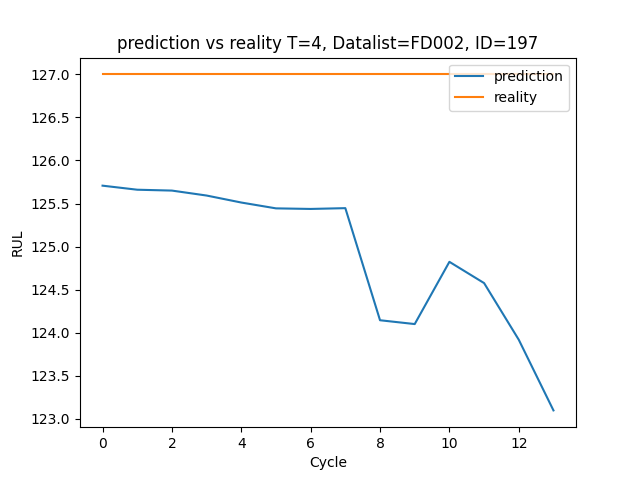 prediction vs reality T=4, Datalist=FD002, ID=197
127.0
126.5
126.0
125.5
125.0
124.5
124.0
123.5
123.0
RUL
prediction
reality
0 2 4 6 8 10 12
Cycle